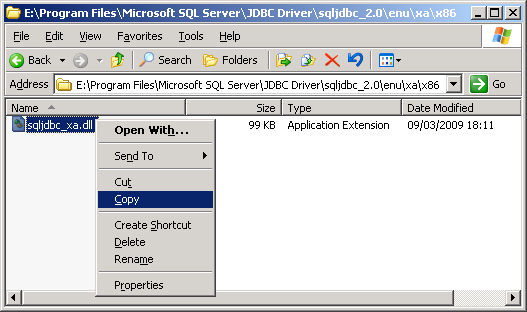 E:\Program Files\Microsoft SQL Server\JDBC Driver\sqljdbc_2.0\enu\xa\x86
File Edit View Favorites Tools Help
Back Search Folders
Address E:\Program Files\Microsoft SQL Server\JDBC Driver\sqljdbc_2.0\enu\xa\x86 Go
Name Size Type Date Modified
sqljdbc_xa.dll 99 KB Application Extension 09/03/2009 18:11
Open With...
Send To
Cut
Copy
Create Shortcut
Delete
Rename
Properties